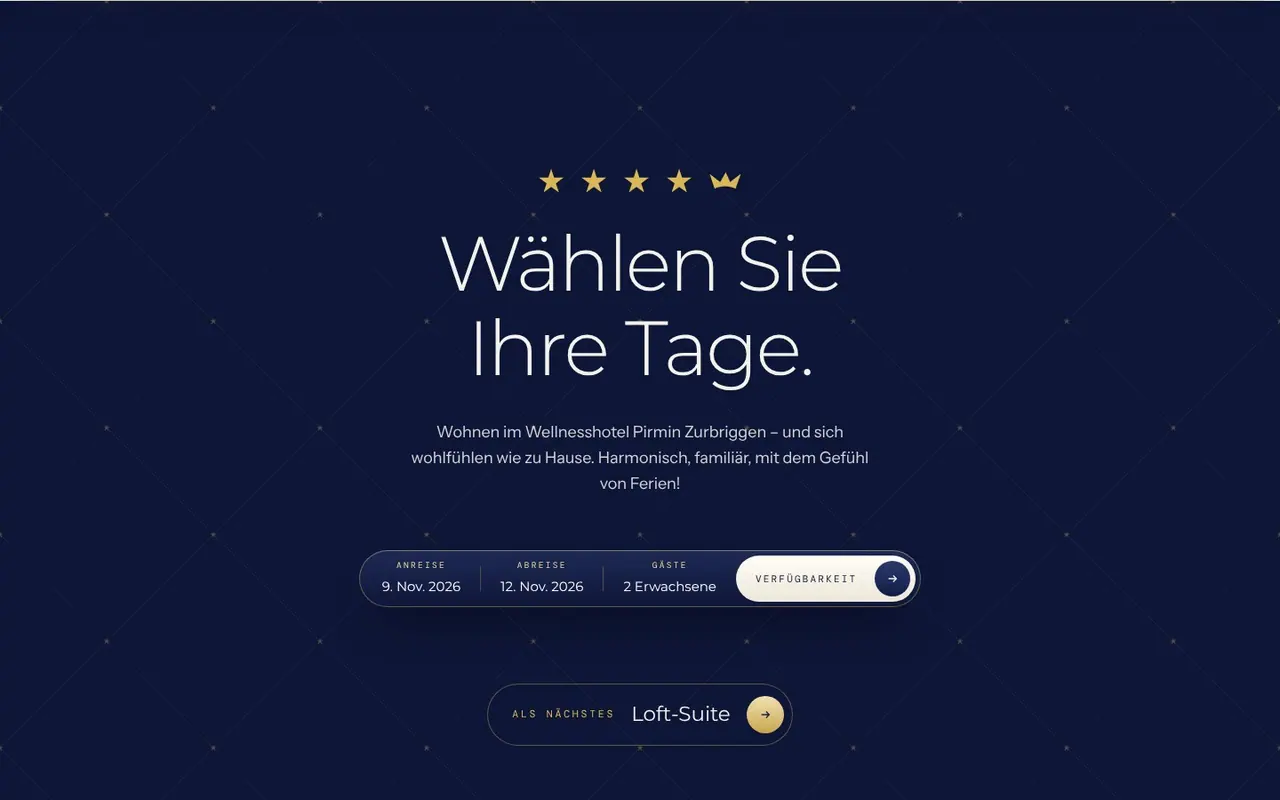 Wählen Sie
Ihre Tage.
Wohnen im Wellnesshotel Pirmin Zurbriggen – und sich
wohlfühlen wie zu Hause. Harmonisch, familiär, mit dem Gefühl
von Ferien!
ANREISE
9. Nov. 2026
ABREISE
12. Nov. 2026
GÄSTE
2 Erwachsene
VERFÜGBARKEIT
ALS NÄCHSTES Loft-Suite